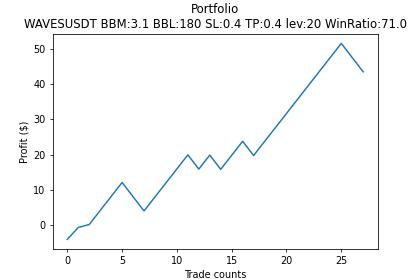 Portfolio
WAVESUSDT BBM:3.1 BBL:180 SL:0.4 TP:0.4 lev:20 WinRatio:71.0
50
40
30
20
10
0
Profit ($)
0 5 10 15 20 25
Trade counts